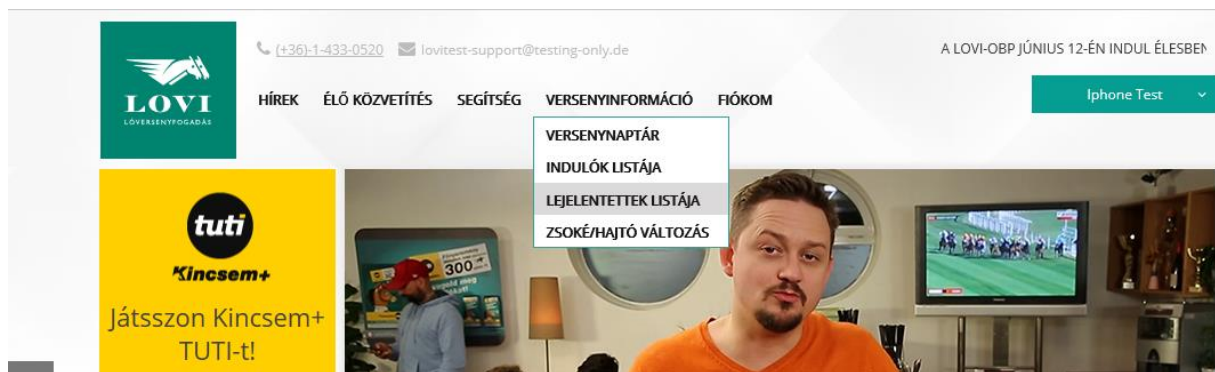 (+36)-1-433-0520 lovitest-support@testing-only.de A LOVI-OBP JÚNIUS 12-ÉN INDUL ÉLESBEN
LOVI
LÓVERSENYFOGADÁS
HÍREK ÉLŐ KÖZVETÍTÉS SEGÍTSÉG VERSENYINFORMÁCIÓ FIÓKOM
Iphone Test
VERSENYNAPTÁR
INDULÓK LISTÁJA
LEJELENTETTEK LISTÁJA
ZSOKÉ/HAJTÓ VÁLTOZÁS
tuti
Kincsem+
Játsszon Kincsem+
TUTI-t!
300